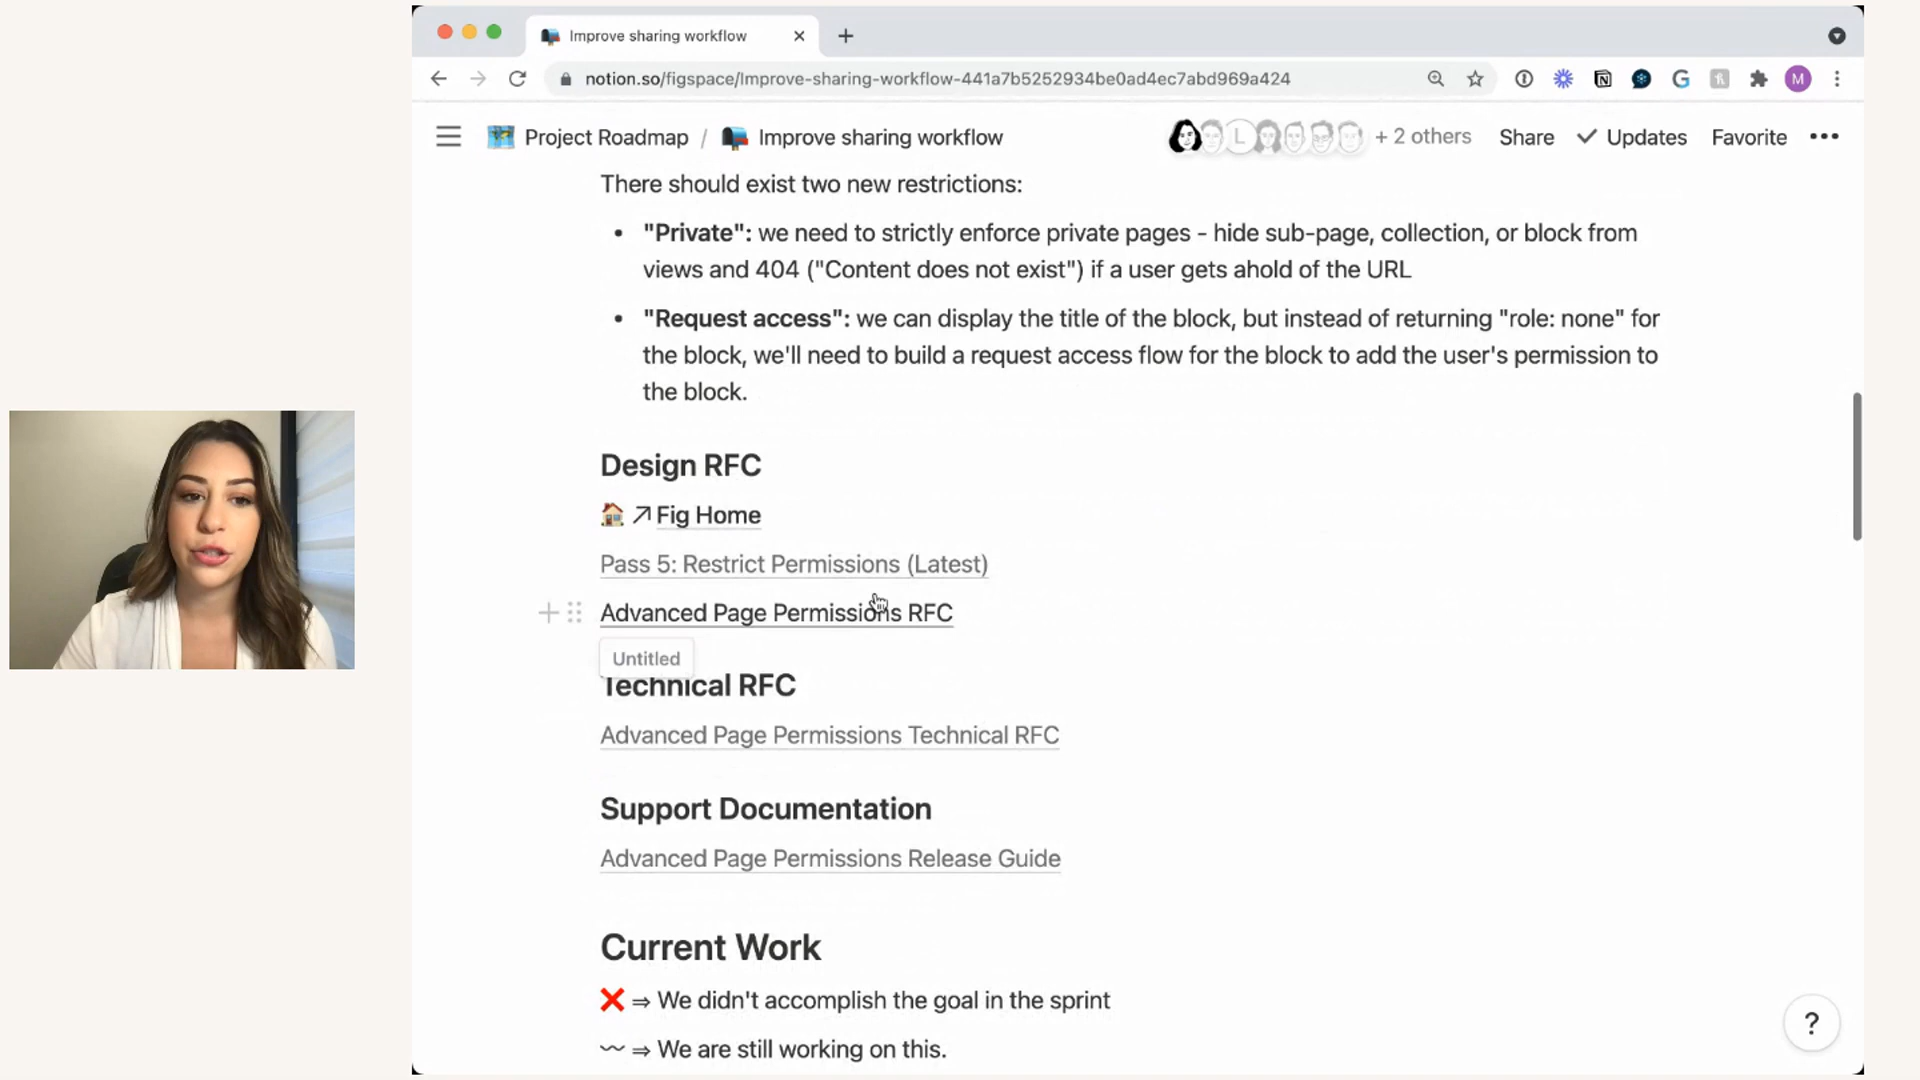 Improve sharing workflow
notion.so/figspace/Improve-sharing-workflow-441a7b5252934be0ad4ec7abd969a424
M
Project Roadmap / Improve sharing workflow
L
+ 2 others
Share
Updates
Favorite
There should exist two new restrictions:
• "Private": we need to strictly enforce private pages - hide sub-page, collection, or block from
views and 404 ("Content does not exist") if a user gets ahold of the URL
• "Request access": we can display the title of the block, but instead of returning "role: none" for
the block, we'll need to build a request access flow for the block to add the user's permission to
the block.
Design RFC
Fig Home
Pass 5: Restrict Permissions (Latest)
Advanced Page Permissions RFC
Untitled
Technical RFC
Advanced Page Permissions Technical RFC
Support Documentation
Advanced Page Permissions Release Guide
Current Work
❌ ⇒ We didn't accomplish the goal in the sprint
〰 ⇒ We are still working on this.
?